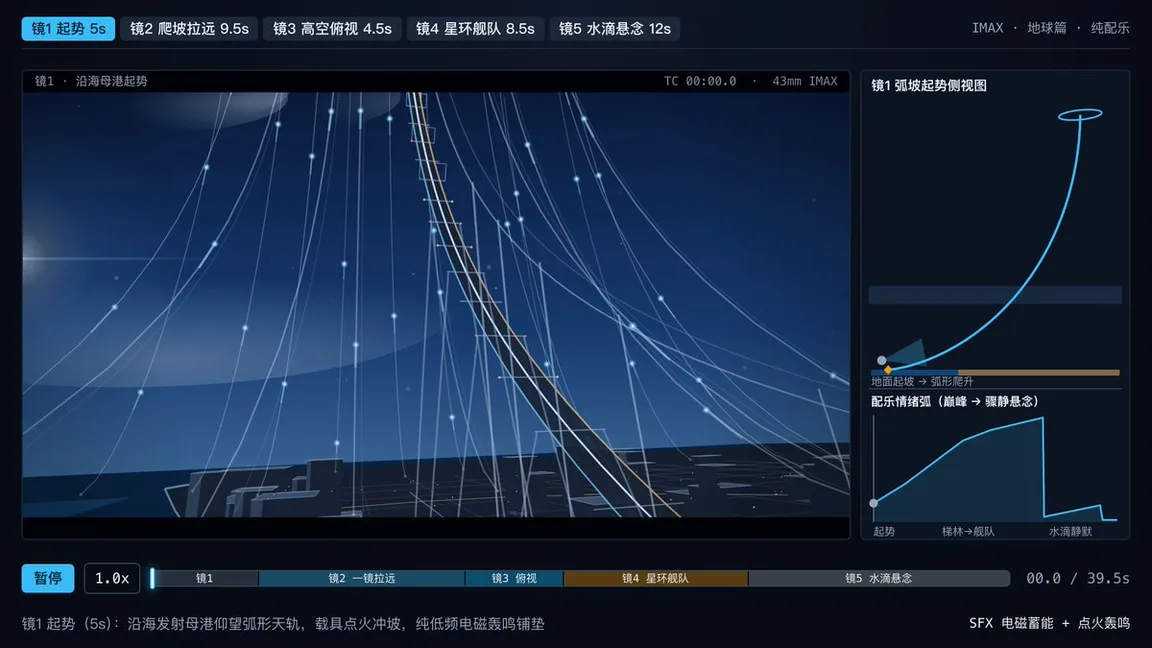 镜1 起势 5s 镜2 爬坡拉远 9.5s 镜3 高空俯视 4.5s 镜4 星环舰队 8.5s 镜5 水滴悬念 12s IMAX · 地球篇 · 纯配乐
镜1 · 沿海母港起势 TC 00:00.0 · 43mm IMAX
镜1 弧坡起势侧视图
地面起坡 → 弧形爬升
配乐情绪弧（巅峰 → 骤静悬念）
起势 梯林→舰队 水滴静默
暂停 1.0x 镜1 镜2 一镜拉远 镜3 俯视 镜4 星环舰队 镜5 水滴悬念 00.0 / 39.5s
镜1 起势（5s）：沿海发射母港仰望弧形天轨，载具点火冲坡，纯低频电磁轰鸣铺垫 SFX 电磁蓄能 + 点火轰鸣